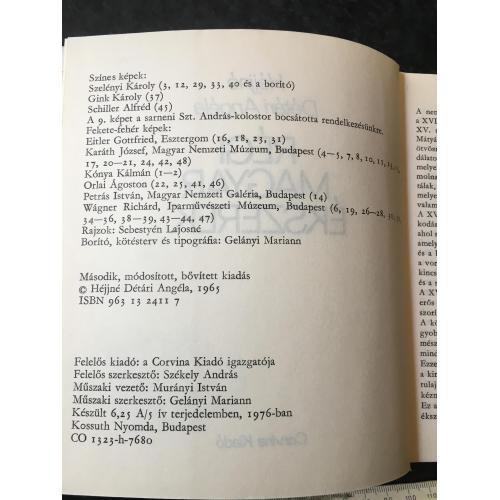 Színes képek:
Szelényi Károly (3, 12, 29, 33, 40 és a borító)
Gink Károly (37)
Schiller Alfréd (45)
A 9. képet a sarneni Szt. András-kolostor bocsátotta rendelkezésünkre.
Fekete-fehér képek:
Eitler Gottfried, Esztergom (16, 18, 23, 31)
Karáth József, Magyar Nemzeti Múzeum, Budapest (4—5, 7, 8, 10, 
17, 20—21, 24, 42, 48)
Kónya Kálmán (1—2)
Orlai Ágoston (22, 25, 41, 46)
Petrás István, Magyar Nemzeti Galéria, Budapest (14)
Wágner Richárd, Iparművészeti Múzeum, Budapest (6, 19, 26—28,
34—36, 38—39, 43—44, 47)
Rajzok: Sebestyén Lajosné
Borító, kötésterv és tipográfia: Gelányi Mariann
Második, módosított, bővített kiadás
© Héjjné Détári Angéla, 1965
ISBN 963 13 2411 7
Felelős kiadó: a Corvina Kiadó igazgatója
Felelős szerkesztő: Székely András
Műszaki vezető: Murányi István
Műszaki szerkesztő: Gelányi Mariann
Készült 6,25 A/5 ív terjedelemben, 1976-ban
Kossuth Nyomda, Budapest
CO 1323-h-7680